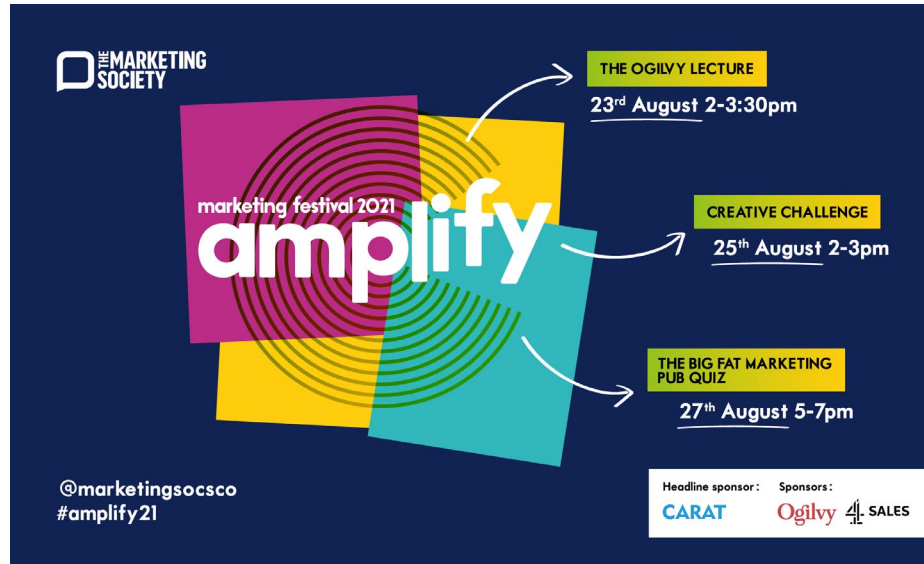 THE MARKETING
SOCIETY
marketing festival 2021
amplify
THE OGILVY LECTURE
23rd August 2-3:30pm
CREATIVE CHALLENGE
25th August 2-3pm
THE BIG FAT MARKETING
PUB QUIZ
27th August 5-7pm
@marketingsocsco
#amplify21
Headline sponsor: Sponsors:
CARAT Ogilvy 4 SALES